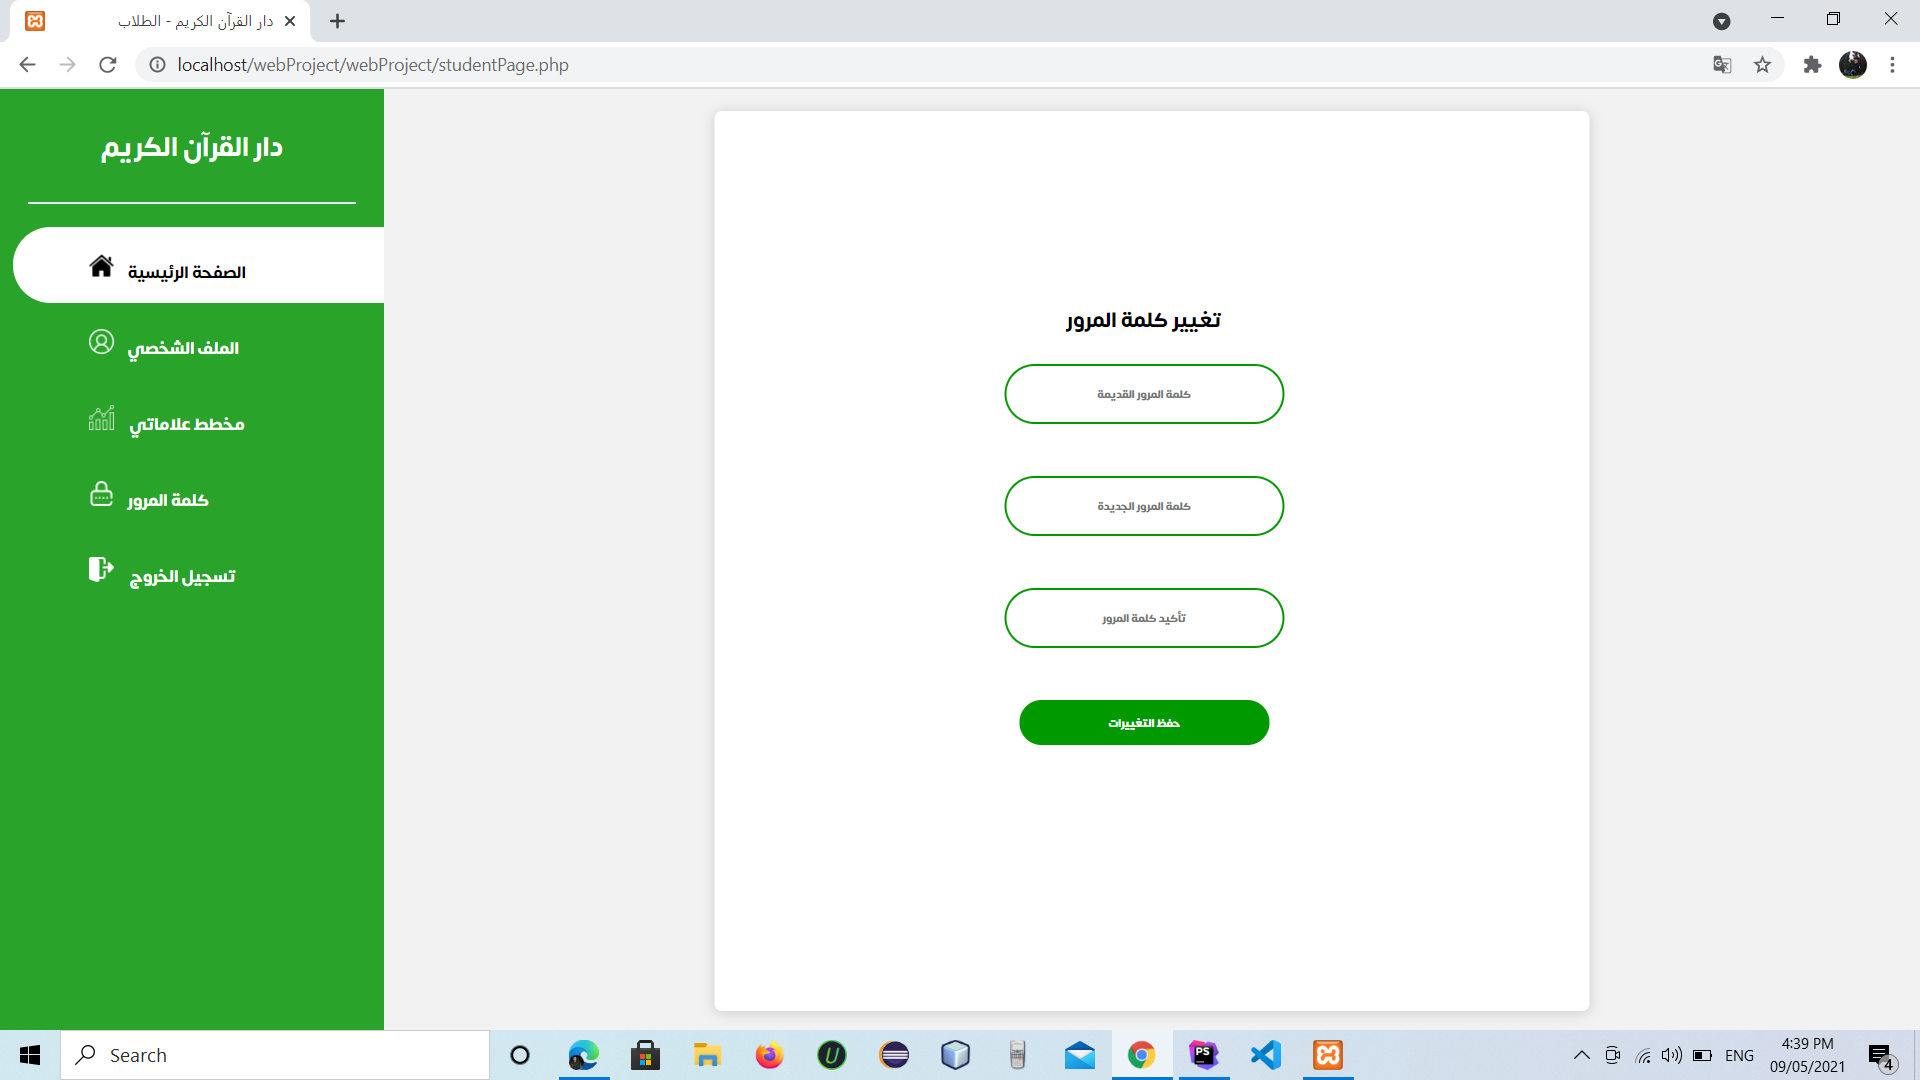 دار القرآن الكريم - الطلاب
localhost/webProject/webProject/studentPage.php
دار القرآن الكريم
الصفحة الرئيسية
الملف الشخصي
مخطط علاماتي
كلمة المرور
تسجيل الخروج
تغيير كلمة المرور
كلمة المرور القديمة
كلمة المرور الجديدة
تأكيد كلمة المرور
حفظ التغييرات
Search
PS
ENG
4:39 PM
09/05/2021
4